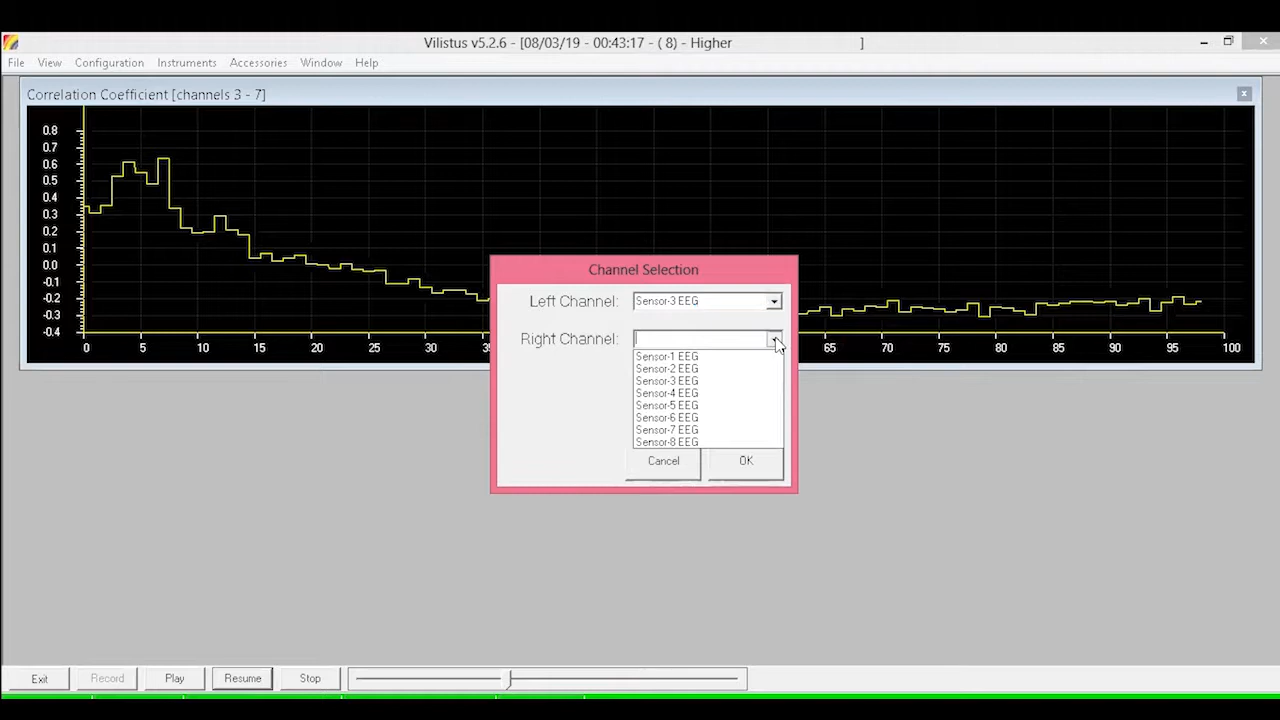 Vilistus v5.2.6 - [08/03/19 - 00:43:17 - ( 8) - Higher ]
File View Configuration Instruments Accessories Window Help
Correlation Coefficient [channels 3 - 7]
0.8
0.7
0.6
0.5
0.4
0.3
0.2
0.1
0.0
-0.1
-0.2
-0.3
-0.4
0 5 10 15 20 25 30 35 65 70 75 80 85 90 95 100
Channel Selection
Left Channel: Sensor-3 EEG
Right Channel:
Sensor-1 EEG
Sensor-2 EEG
Sensor-3 EEG
Sensor-4 EEG
Sensor-5 EEG
Sensor-6 EEG
Sensor-7 EEG
Sensor-8 EEG
Cancel OK
Exit Record Play Resume Stop